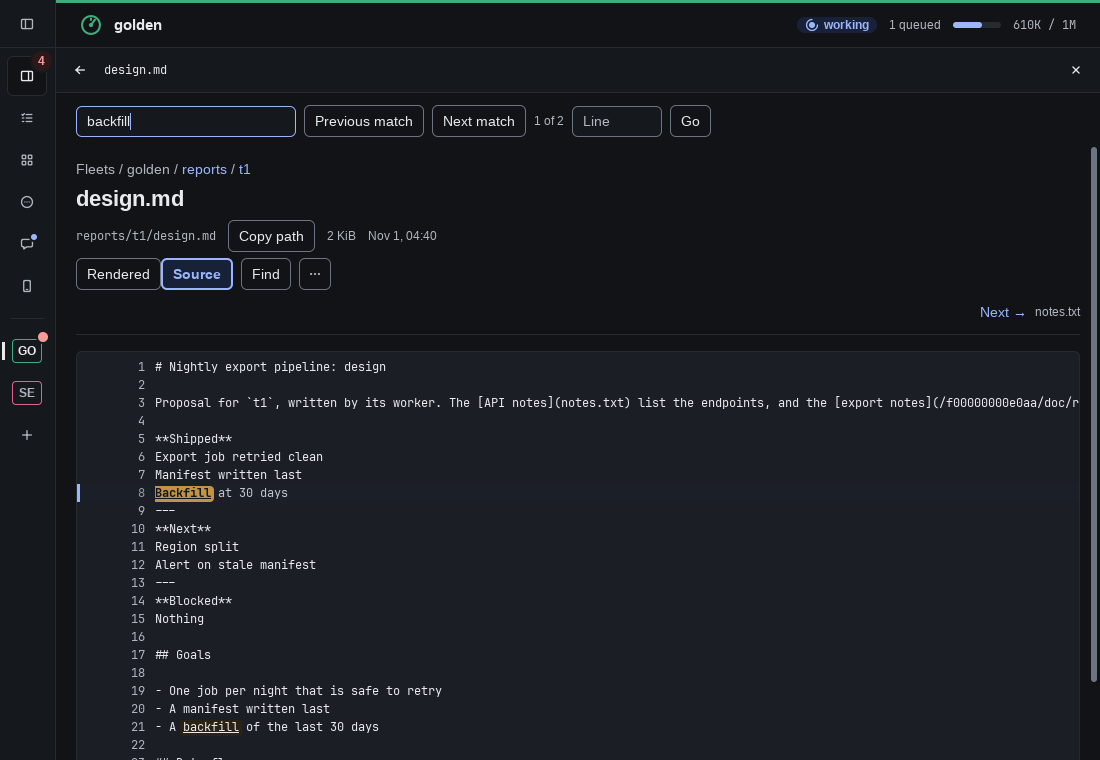 golden
working
1 queued
610K / 1M
4
design.md
backfill
Previous match
Next match
1 of 2
Line
Go
Fleets / golden / reports / t1
design.md
reports/t1/design.md
Copy path
2 KiB
Nov 1, 04:40
Rendered
Source
Find
Next →
notes.txt
GO
SE
1 # Nightly export pipeline: design
2
3 Proposal for `t1`, written by its worker. The [API notes](notes.txt) list the endpoints, and the [export notes](/f00000000e0aa/doc/r
4
5 **Shipped**
6 Export job retried clean
7 Manifest written last
8 Backfill at 30 days
9 ---
10 **Next**
11 Region split
12 Alert on stale manifest
13 ---
14 **Blocked**
15 Nothing
16
17 ## Goals
18
19 - One job per night that is safe to retry
20 - A manifest written last
21 - A backfill of the last 30 days
22